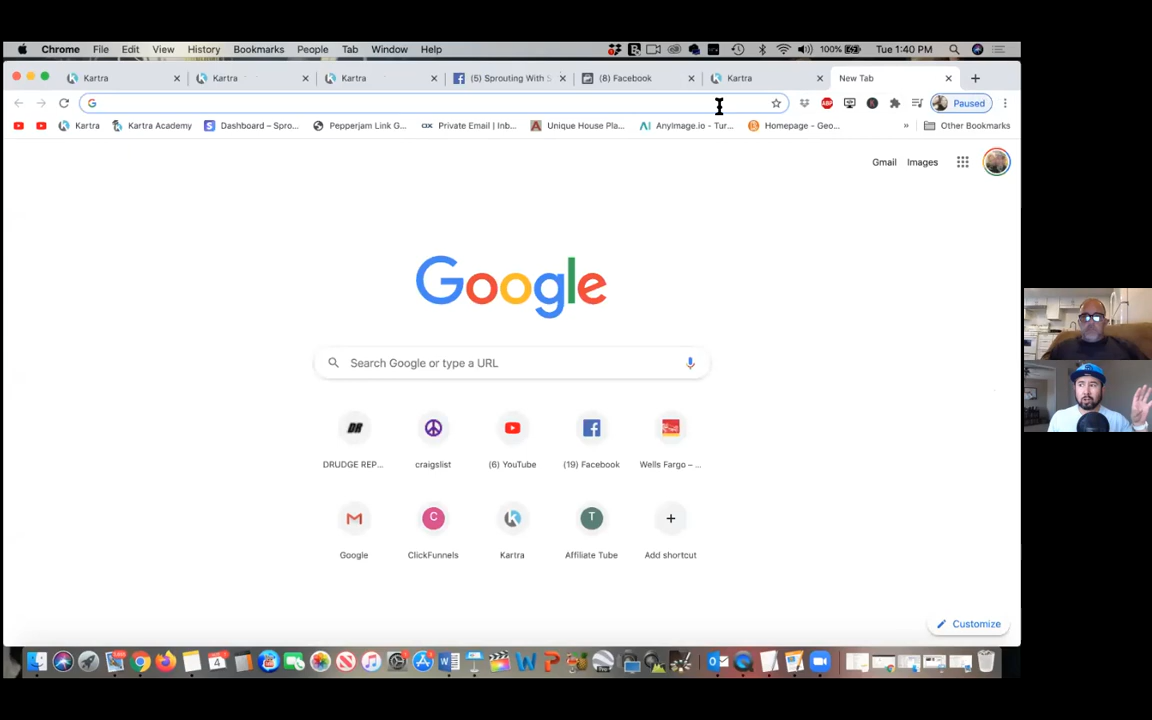 Chrome File Edit View History Bookmarks People Tab Window Help 100% Tue 1:40 PM
Kartra Kartra Kartra (5) Sprouting With S (8) Facebook Kartra New Tab
ABP Paused
Kartra Kartra Academy Dashboard – Spro... Pepperjam Link G... Private Email | Inb... Unique House Pla... AnyImage.io - Tur... Homepage - Geo... » Other Bookmarks
Gmail Images
Google
Search Google or type a URL
DR
DRUDGE REP... craigslist (6) YouTube (19) Facebook Wells Fargo – ...
C T
Google ClickFunnels Kartra Affiliate Tube Add shortcut
Customize
4